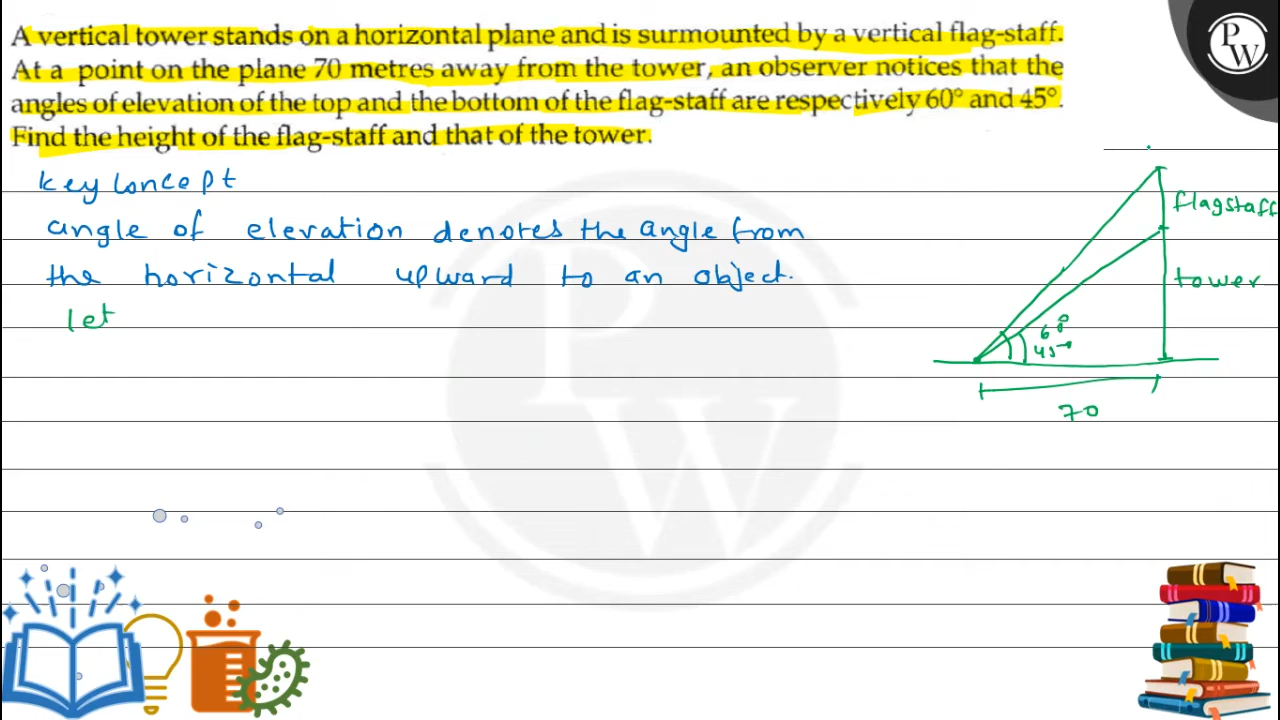 A vertical tower stands on a horizontal plane and is surmounted by a vertical flag-staff.
At a point on the plane 70 metres away from the tower, an observer notices that the
angles of elevation of the top and the bottom of the flag-staff are respectively 60° and 45°.
Find the height of the flag-staff and that of the tower.
PW
key concept
angle of elevation denotes the angle from
the horizontal upward to an object.
let
flagstaff
tower
60°
45°
70
PW